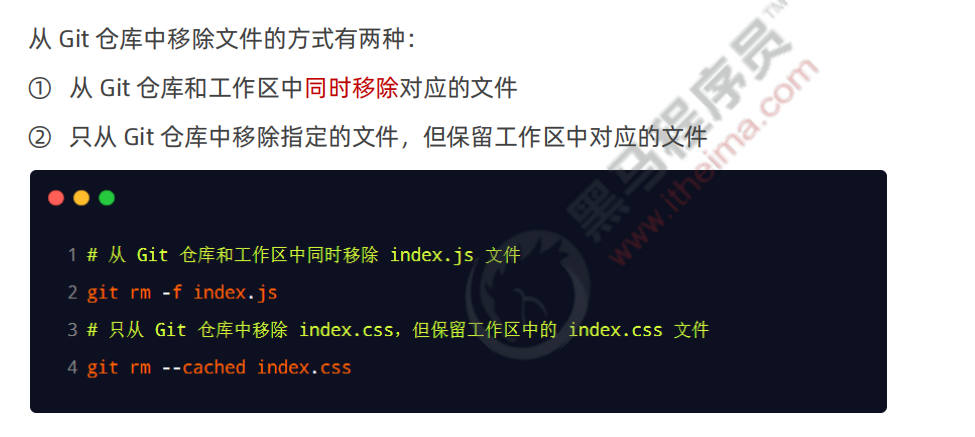 从 Git 仓库中移除文件的方式有两种：
① 从 Git 仓库和工作区中同时移除对应的文件
② 只从 Git 仓库中移除指定的文件，但保留工作区中对应的文件
1 # 从 Git 仓库和工作区中同时移除 index.js 文件
2 git rm -f index.js
3 # 只从 Git 仓库中移除 index.css，但保留工作区中的 index.css 文件
4 git rm --cached index.css
黑马程序员™
www.itheima.com